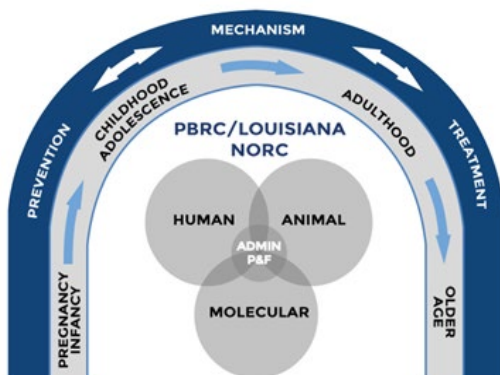 MECHANISM
PREVENTION
TREATMENT
CHILDHOOD
ADOLESCENCE
ADULTHOOD
PREGNANCY
INFANCY
OLDER
AGE
PBRC/LOUISIANA
NORC
HUMAN
ANIMAL
ADMIN
P&F
MOLECULAR